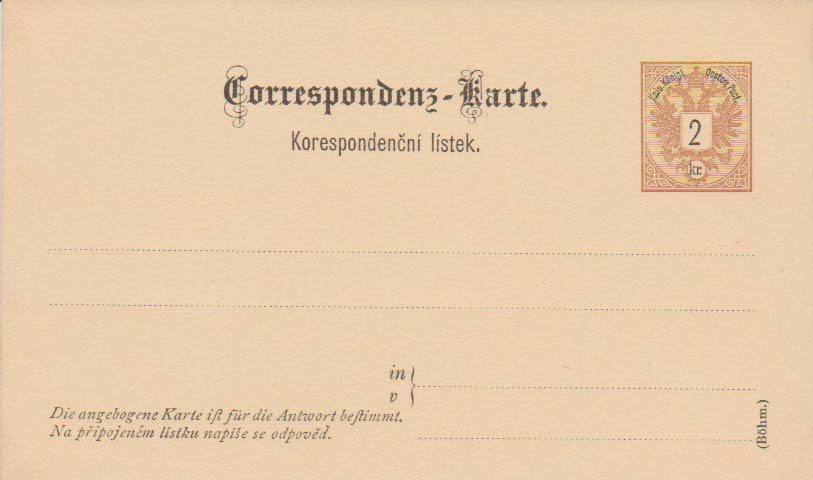 Correspondenz-Karte.
Korespondenční lístek.
Kais. Königl. Oesterr. Post.
2
kr.
in
v
Die angebogene Karte iſt für die Antwort beſtimmt.
Na připojeném lístku napíše se odpověď.
(Böhm.)